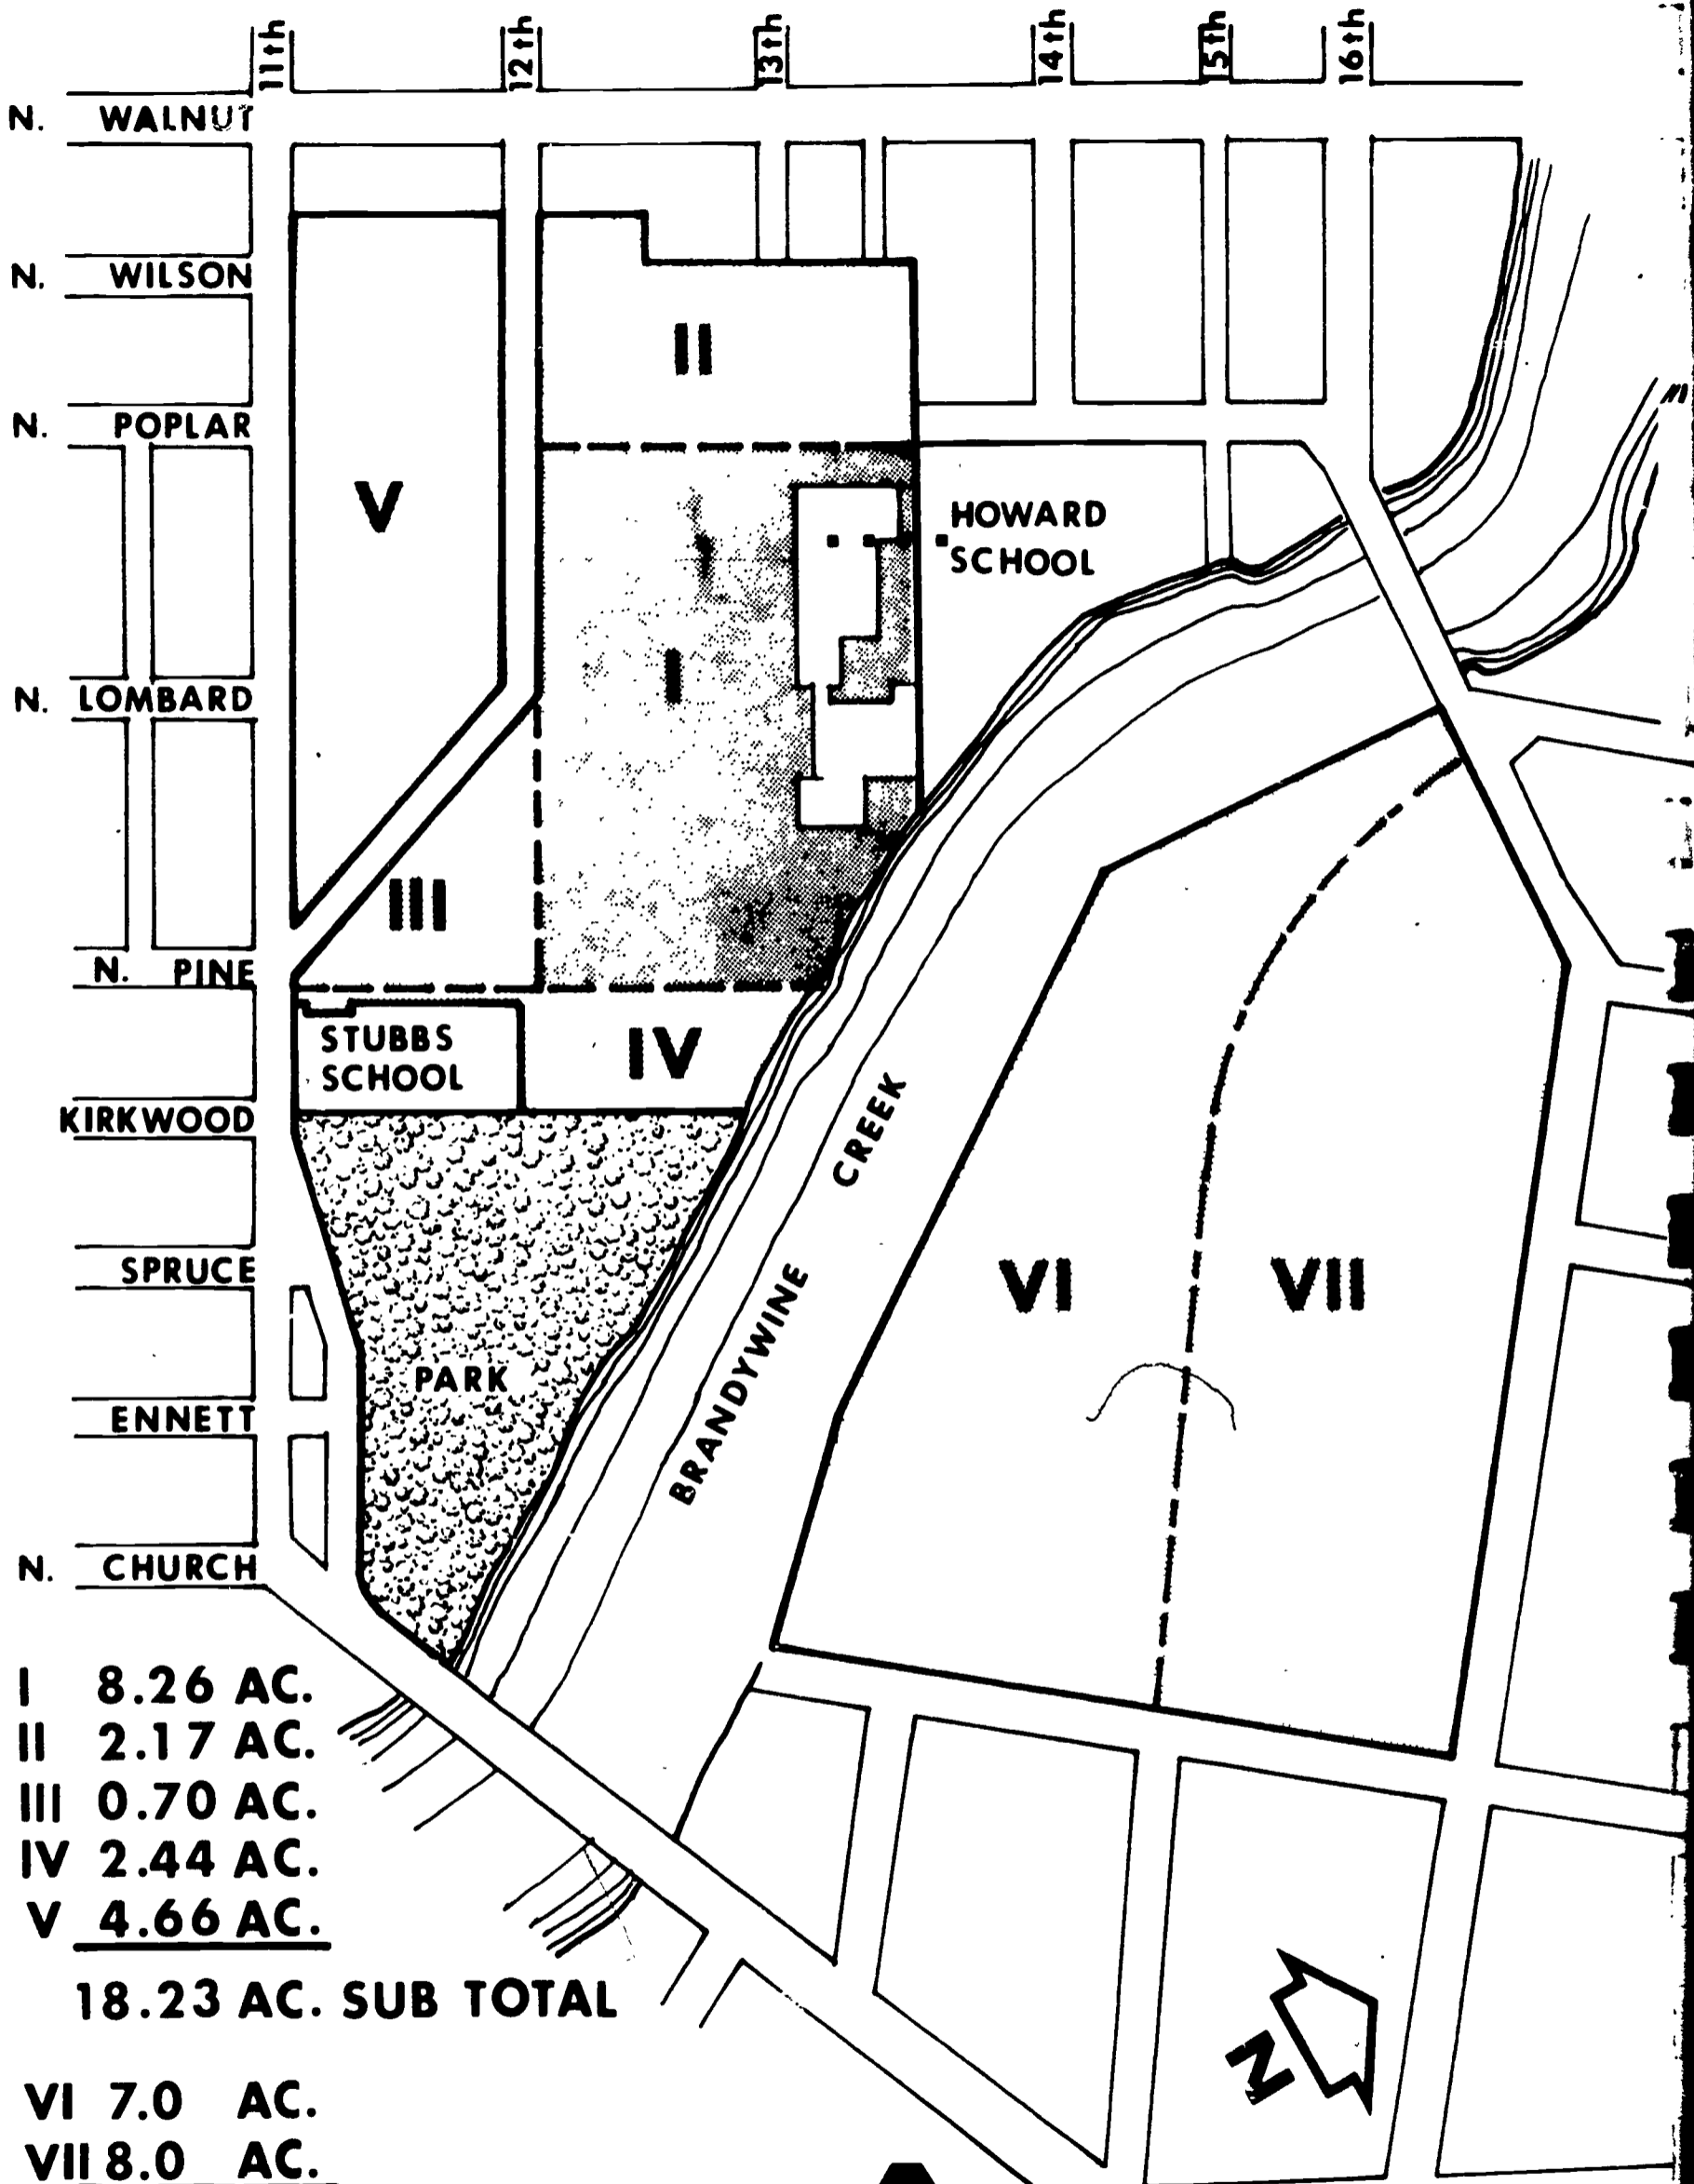 11th 12th 13th 14th 15th 16th
N. WALNUT
N. WILSON
II
N. POPLAR
V
HOWARD
SCHOOL
I
N. LOMBARD
III
N. PINE
STUBBS
SCHOOL
IV
KIRKWOOD
BRANDYWINE CREEK
SPRUCE
VI VII
PARK
ENNETT
N. CHURCH
I 8.26 AC.
II 2.17 AC.
III 0.70 AC.
IV 2.44 AC.
V 4.66 AC.
18.23 AC. SUB TOTAL
N
VI 7.0 AC.
VII 8.0 AC.